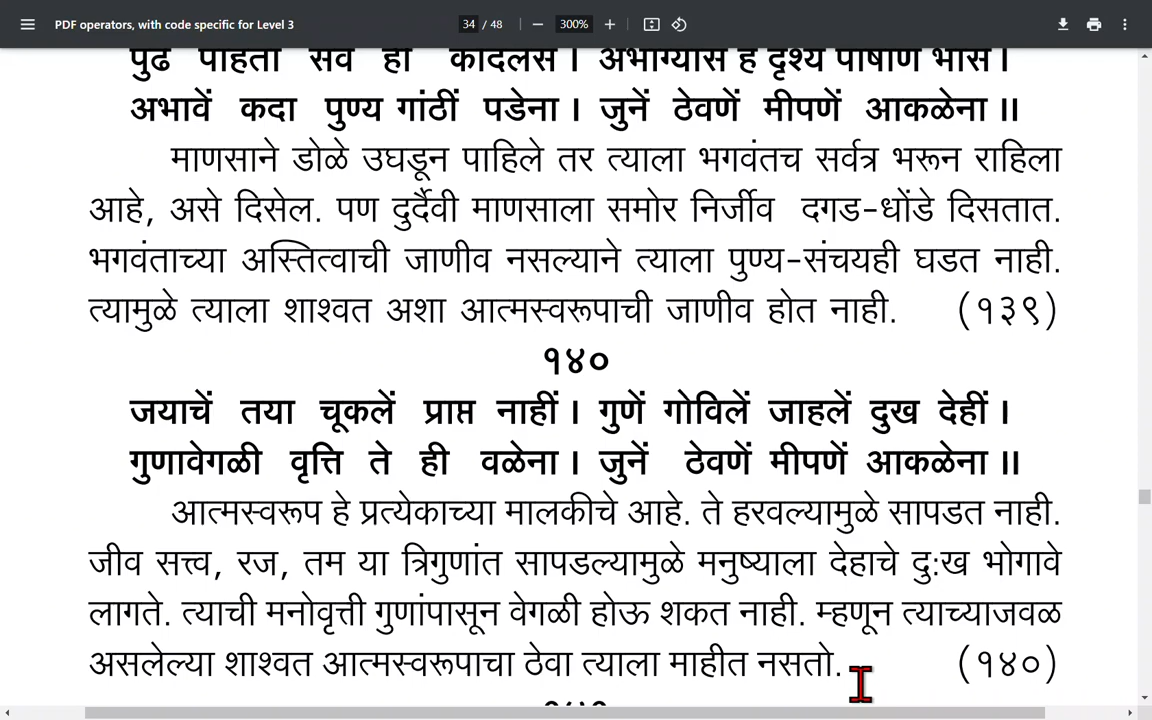 PDF operators, with code specific for Level 3 34 / 48 300%
पुढें पाहतां सर्व ही कोंदलेंसे । अभाग्यास हें दृश्य पाषाण भासे ।
अभावें कदा पुण्य गांठीं पडेना । जुनें ठेवणें मीपणें आकळेना ॥
माणसाने डोळे उघडून पाहिले तर त्याला भगवंतच सर्वत्र भरून राहिला
आहे, असे दिसेल. पण दुर्दैवी माणसाला समोर निर्जीव दगड-धोंडे दिसतात.
भगवंताच्या अस्तित्वाची जाणीव नसल्याने त्याला पुण्य-संचयही घडत नाही.
त्यामुळे त्याला शाश्वत अशा आत्मस्वरूपाची जाणीव होत नाही. (१३९)
१४०
जयाचें तया चूकलें प्राप्त नाहीं । गुणें गोविलें जाहलें दुख देहीं ।
गुणावेगळी वृत्ति ते ही वळेना । जुनें ठेवणें मीपणें आकळेना ॥
आत्मस्वरूप हे प्रत्येकाच्या मालकीचे आहे. ते हरवल्यामुळे सापडत नाही.
जीव सत्त्व, रज, तम या त्रिगुणांत सापडल्यामुळे मनुष्याला देहाचे दुःख भोगावे
लागते. त्याची मनोवृत्ती गुणांपासून वेगळी होऊ शकत नाही. म्हणून त्याच्याजवळ
असलेल्या शाश्वत आत्मस्वरूपाचा ठेवा त्याला माहीत नसतो. (१४०)